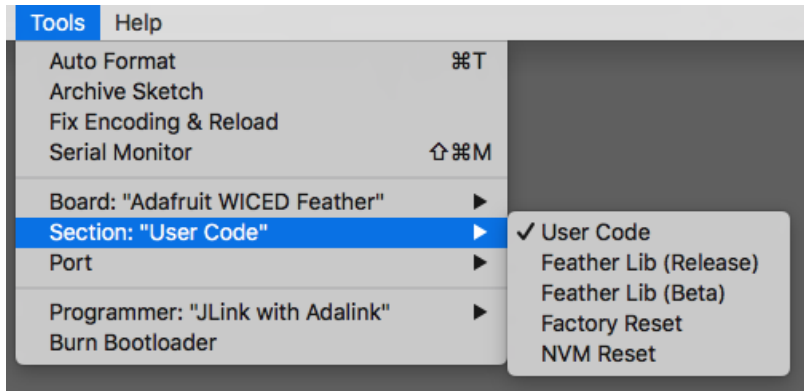 Tools Help
Auto Format ⌘T
Archive Sketch
Fix Encoding & Reload
Serial Monitor ⇧⌘M
Board: "Adafruit WICED Feather" ▶
Section: "User Code" ▶
Port ▶
Programmer: "JLink with Adalink" ▶
Burn Bootloader
✓ User Code
Feather Lib (Release)
Feather Lib (Beta)
Factory Reset
NVM Reset